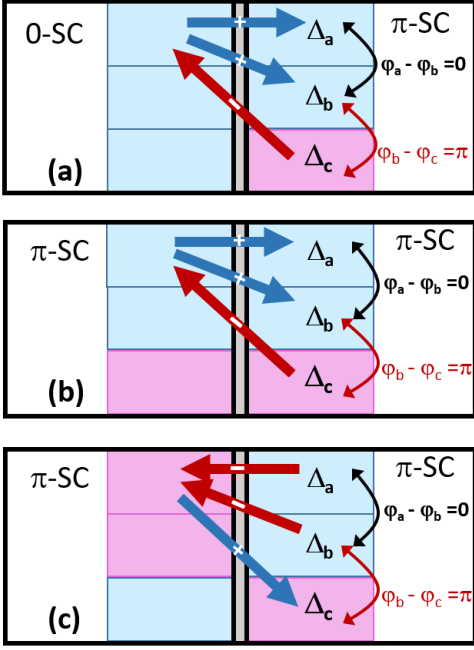 0-SC
π-SC
+
Δa
φa - φb =0
+
Δb
−
φb - φc =π
Δc
(a)
π-SC
π-SC
+
Δa
φa - φb =0
+
Δb
−
φb - φc =π
Δc
(b)
π-SC
π-SC
−
Δa
φa - φb =0
−
Δb
+
φb - φc =π
Δc
(c)